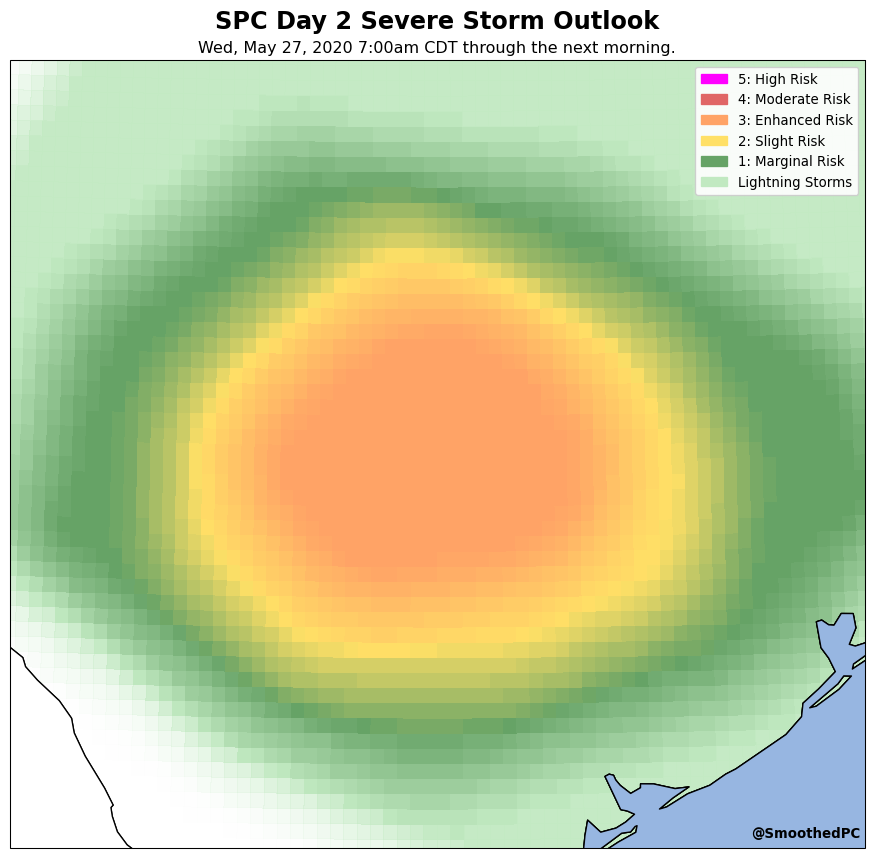 SPC Day 2 Severe Storm Outlook
Wed, May 27, 2020 7:00am CDT through the next morning.
5: High Risk
4: Moderate Risk
3: Enhanced Risk
2: Slight Risk
1: Marginal Risk
Lightning Storms
@SmoothedPC